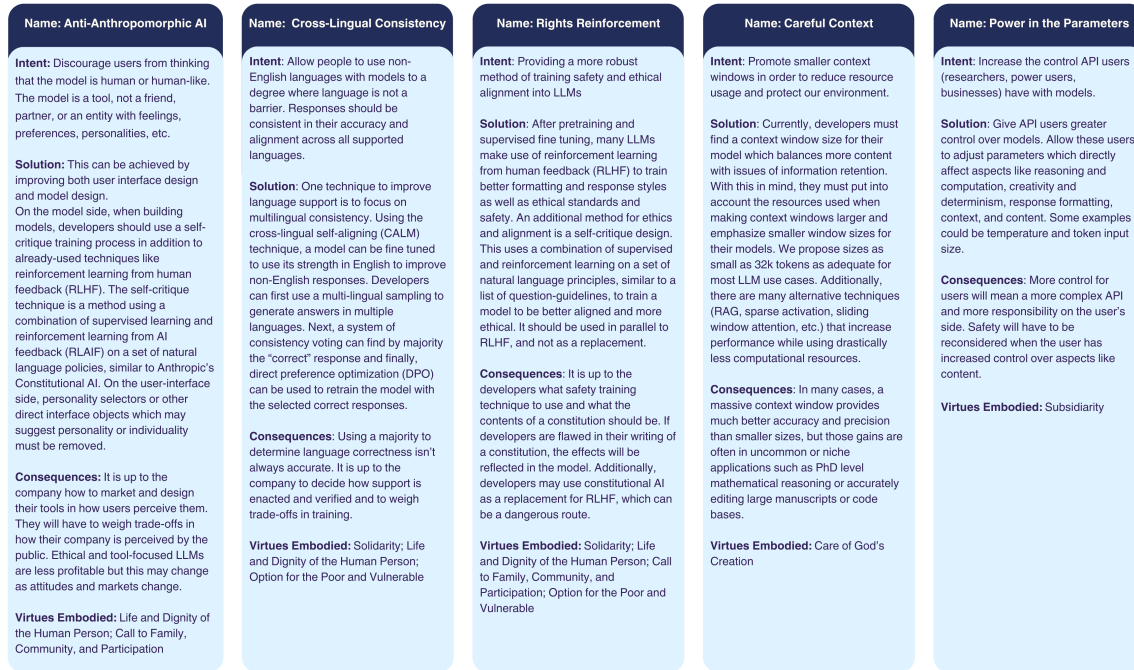 Name: Anti-Anthropomorphic AI
Intent: Discourage users from thinking
that the model is human or human-like.
The model is a tool, not a friend,
partner, or an entity with feelings,
preferences, personalities, etc.
Solution: This can be achieved by
improving both user interface design
and model design.
On the model side, when building
models, developers should use a self-
critique training process in addition to
already-used techniques like
reinforcement learning from human
feedback (RLHF). The self-critique
technique is a method using a
combination of supervised learning and
reinforcement learning from AI
feedback (RLAIF) on a set of natural
language policies, similar to Anthropic's
Constitutional AI. On the user-interface
side, personality selectors or other
direct interface objects which may
suggest personality or individuality
must be removed.
Consequences: It is up to the
company how to market and design
their tools in how users perceive them.
They will have to weigh trade-offs in
how their company is perceived by the
public. Ethical and tool-focused LLMs
are less profitable but this may change
as attitudes and markets change.
Virtues Embodied: Life and Dignity of
the Human Person; Call to Family,
Community, and Participation
Name: Cross-Lingual Consistency
Intent: Allow people to use non-
English languages with models to a
degree where language is not a
barrier. Responses should be
consistent in their accuracy and
alignment across all supported
languages.
Solution: One technique to improve
language support is to focus on
multilingual consistency. Using the
cross-lingual self-aligning (CALM)
technique, a model can be fine tuned
to use its strength in English to improve
non-English responses. Developers
can first use a multi-lingual sampling to
generate answers in multiple
languages. Next, a system of
consistency voting can find by majority
the "correct" response and finally,
direct preference optimization (DPO)
can be used to retrain the model with
the selected correct responses.
Consequences: Using a majority to
determine language correctness isn't
always accurate. It is up to the
company to decide how support is
enacted and verified and to weigh
trade-offs in training.
Virtues Embodied: Solidarity; Life
and Dignity of the Human Person;
Option for the Poor and Vulnerable
Name: Rights Reinforcement
Intent: Providing a more robust
method of training safety and ethical
alignment into LLMs
Solution: After pretraining and
supervised fine tuning, many LLMs
make use of reinforcement learning
from human feedback (RLHF) to train
better formatting and response styles
as well as ethical standards and
safety. An additional method for ethics
and alignment is a self-critique design.
This uses a combination of supervised
and reinforcement learning on a set of
natural language principles, similar to a
list of question-guidelines, to train a
model to be better aligned and more
ethical. It should be used in parallel to
RLHF, and not as a replacement.
Consequences: It is up to the
developers what safety training
technique to use and what the
contents of a constitution should be. If
developers are flawed in their writing of
a constitution, the effects will be
reflected in the model. Additionally,
developers may use constitutional AI
as a replacement for RLHF, which can
be a dangerous route.
Virtues Embodied: Solidarity; Life
and Dignity of the Human Person; Call
to Family, Community, and
Participation; Option for the Poor and
Vulnerable
Name: Careful Context
Intent: Promote smaller context
windows in order to reduce resource
usage and protect our environment.
Solution: Currently, developers must
find a context window size for their
model which balances more content
with issues of information retention.
With this in mind, they must put into
account the resources used when
making context windows larger and
emphasize smaller window sizes for
their models. We propose sizes as
small as 32k tokens as adequate for
most LLM use cases. Additionally,
there are many alternative techniques
(RAG, sparse activation, sliding
window attention, etc.) that increase
performance while using drastically
less computational resources.
Consequences: In many cases, a
massive context window provides
much better accuracy and precision
than smaller sizes, but those gains are
often in uncommon or niche
applications such as PhD level
mathematical reasoning or accurately
editing large manuscripts or code
bases.
Virtues Embodied: Care of God's
Creation
Name: Power in the Parameters
Intent: Increase the control API users
(researchers, power users,
businesses) have with models.
Solution: Give API users greater
control over models. Allow these users
to adjust parameters which directly
affect aspects like reasoning and
computation, creativity and
determinism, response formatting,
context, and content. Some examples
could be temperature and token input
size.
Consequences: More control for
users will mean a more complex API
and more responsibility on the user's
side. Safety will have to be
reconsidered when the user has
increased control over aspects like
content.
Virtues Embodied: Subsidiarity